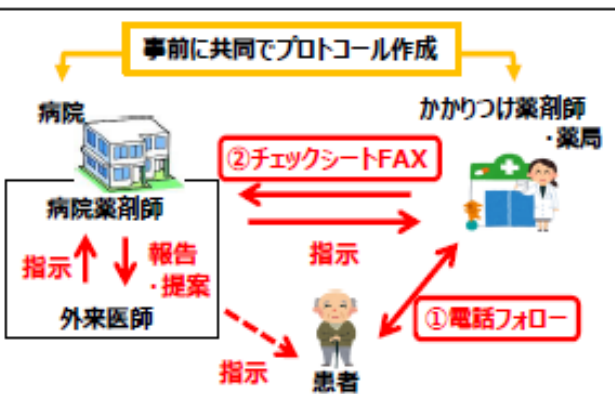 事前に共同でプロトコール作成
病院
かかりつけ薬剤師
・薬局
②チェックシートFAX
病院薬剤師
指示
報告
・提案
指示
外来医師
①電話フォロー
指示
患者